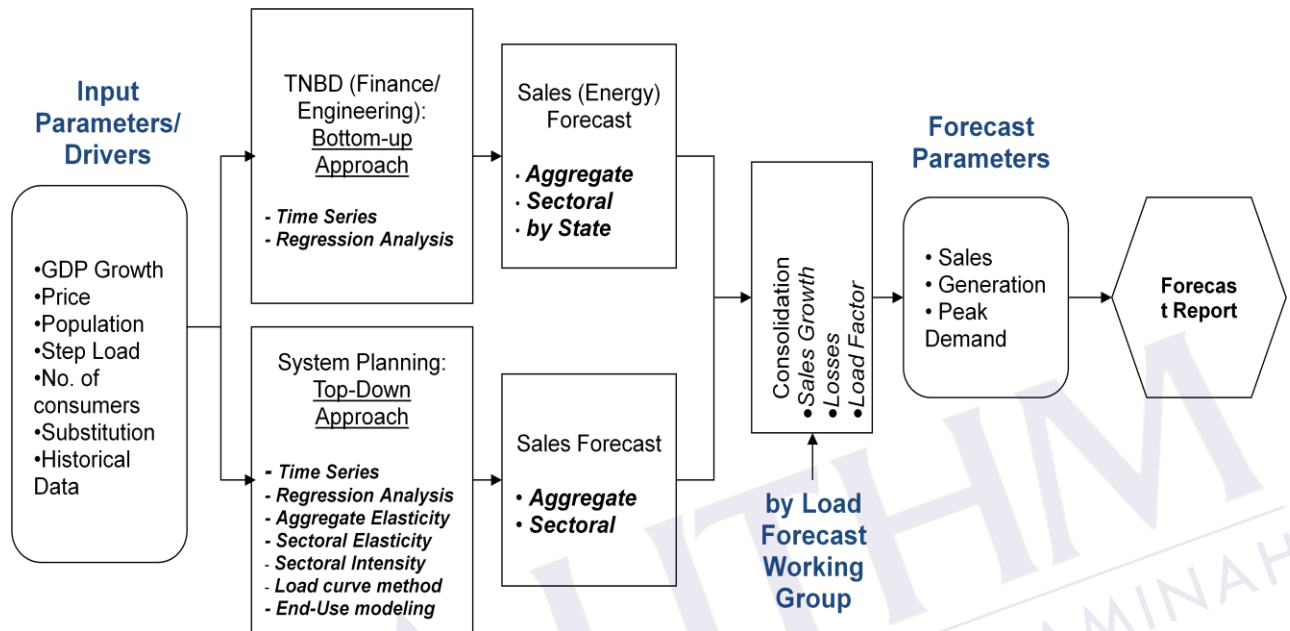 Input
Parameters/
Drivers
•GDP Growth
•Price
•Population
•Step Load
•No. of
consumers
•Substitution
•Historical
Data
TNBD (Finance/
Engineering):
Bottom-up
Approach
- Time Series
- Regression Analysis
System Planning:
Top-Down
Approach
- Time Series
- Regression Analysis
- Aggregate Elasticity
- Sectoral Elasticity
- Sectoral Intensity
- Load curve method
- End-Use modeling
Sales (Energy)
Forecast
· Aggregate
· Sectoral
· by State
Sales Forecast
• Aggregate
• Sectoral
Consolidation
•Sales Growth
•Losses
•Load Factor
by Load
Forecast
Working
Group
Forecast
Parameters
• Sales
• Generation
• Peak
Demand
Forecas
t Report
UTHM
AMINAH